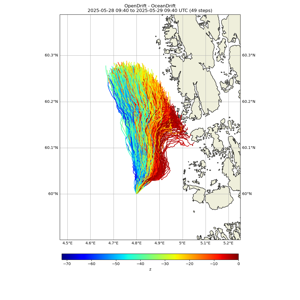 OpenDrift - OceanDrift
2025-05-28 09:40 to 2025-05-29 09:40 UTC (49 steps)
60.3°N 60.3°N
60.2°N 60.2°N
60.1°N 60.1°N
60°N 60°N
4.5°E 4.6°E 4.7°E 4.8°E 4.9°E 5°E 5.1°E 5.2°E
−70 −60 −50 −40 −30 −20 −10 0
z